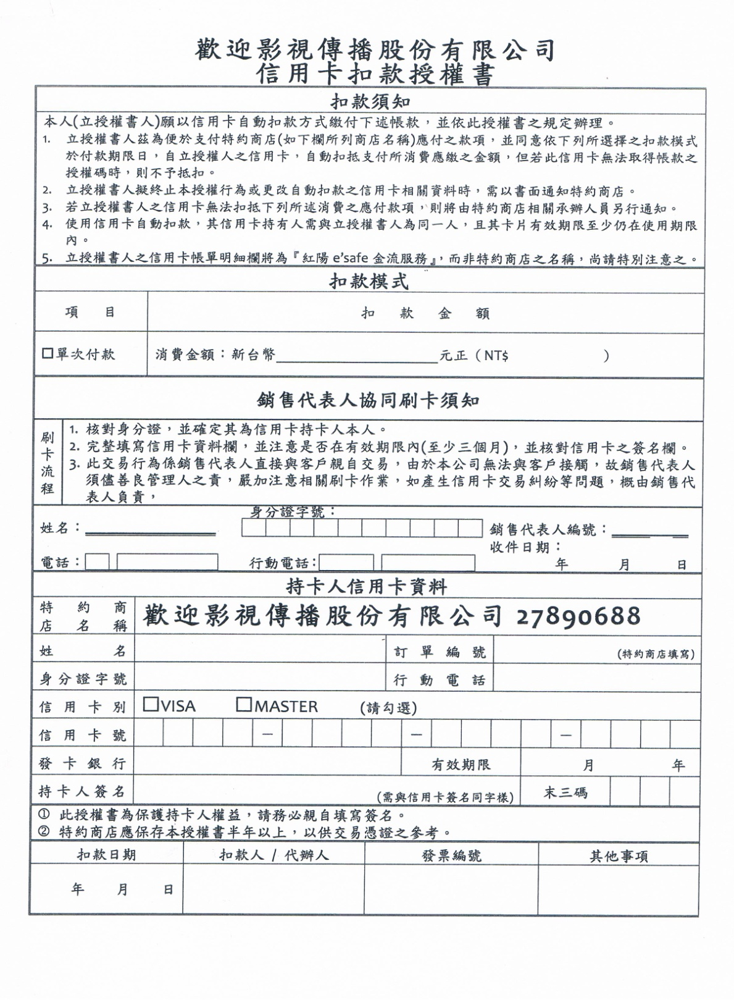 歡迎影視傳播股份有限公司
信用卡扣款授權書
扣款須知
本人(立授權書人)願以信用卡自動扣款方式繳付下述帳款，並依此授權書之規定辦理。
1. 立授權書人茲為便於支付特約商店(如下欄所列商店名稱)應付之款項，並同意依下列所選擇之扣款模式
於付款期限日，自立授權人之信用卡，自動扣抵支付所消費應繳之金額，但若此信用卡無法取得帳款之
授權碼時，則不予抵扣。
2. 立授權書人擬終止本授權行為或更改自動扣款之信用卡相關資料時，需以書面通知特約商店。
3. 若立授權書人之信用卡無法扣抵下列所述消費之應付款項，則將由特約商店相關承辦人員另行通知。
4. 使用信用卡自動扣款，其信用卡持有人需與立授權書人為同一人，且其卡片有效期限至少仍在使用期限
內。
5. 立授權書人之信用卡帳單明細欄將為『紅陽 e'safe 金流服務』，而非特約商店之名稱，尚請特別注意之。
扣款模式
項 目 扣 款 金 額
□單次付款 消費金額：新台幣____________元正（NT$ ）
銷售代表人協同刷卡須知
刷卡流程
1. 核對身分證，並確定其為信用卡持卡人本人。
2. 完整填寫信用卡資料欄，並注意是否在有效期限內(至少三個月)，並核對信用卡之簽名欄。
3. 此交易行為係銷售代表人直接與客戶親自交易，由於本公司無法與客戶接觸，故銷售代表人
須儘善良管理人之責，嚴加注意相關刷卡作業，如產生信用卡交易糾紛等問題，概由銷售代
表人負責，
身分證字號：
姓名：__________ 銷售代表人編號：______
收件日期：
電話： 行動電話： 年 月 日
持卡人信用卡資料
特約商店名稱 歡迎影視傳播股份有限公司 27890688
姓 名 訂單編號 (特約商店填寫)
身分證字號 行動電話
信用卡別 □VISA □MASTER (請勾選)
信用卡號 — — —
發卡銀行 有效期限 月 年
持卡人簽名 (需與信用卡簽名同字樣) 末三碼
① 此授權書為保護持卡人權益，請務必親自填寫簽名。
② 特約商店應保存本授權書半年以上，以供交易憑證之參考。
扣款日期 扣款人 / 代辦人 發票編號 其他事項
年 月 日